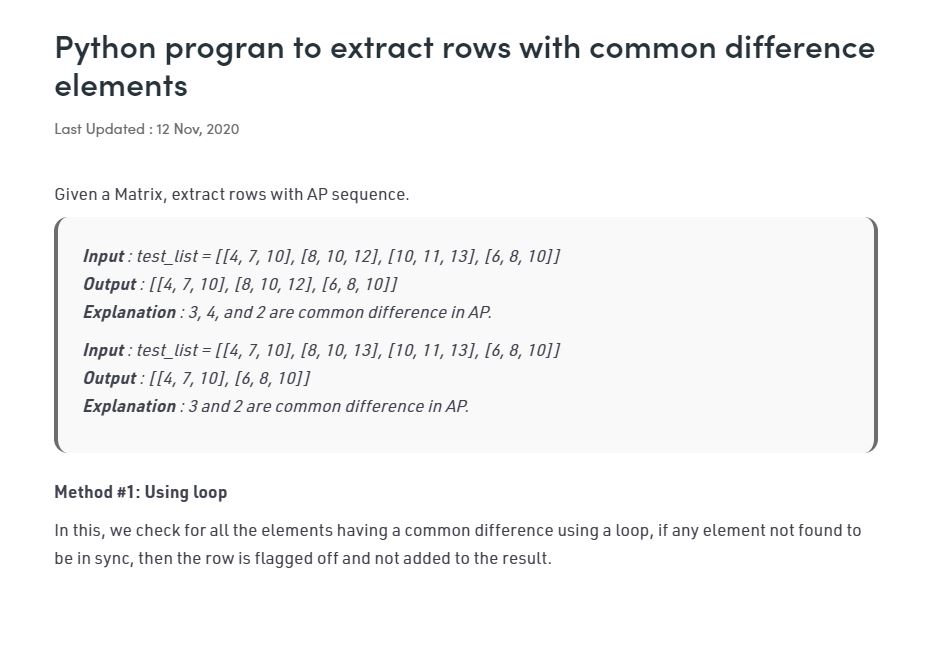 Python progran to extract rows with common difference
elements
Last Updated : 12 Nov, 2020
Given a Matrix, extract rows with AP sequence.
Input : test_list = [[4, 7, 10], [8, 10, 12], [10, 11, 13], [6, 8, 10]]
Output : [[4, 7, 10], [8, 10, 12], [6, 8, 10]]
Explanation : 3, 4, and 2 are common difference in AP.
Input : test_list = [[4, 7, 10], [8, 10, 13], [10, 11, 13], [6, 8, 10]]
Output : [[4, 7, 10], [6, 8, 10]]
Explanation : 3 and 2 are common difference in AP.
Method #1: Using loop
In this, we check for all the elements having a common difference using a loop, if any element not found to
be in sync, then the row is flagged off and not added to the result.